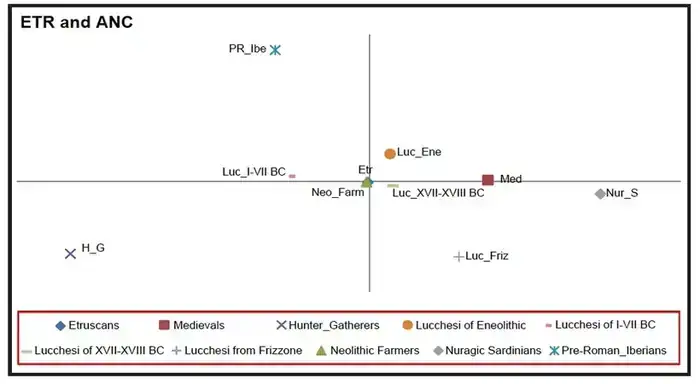 ETR and ANC
PR_Ibe
Luc_Ene
Luc_I-VII BC
Etr
Med
Neo_Farm
Luc_XVII-XVIII BC
Nur_S
H_G
Luc_Friz
Etruscans Medievals Hunter_Gatherers Lucchesi of Eneolithic Lucchesi of I-VII BC
Lucchesi of XVII-XVIII BC Lucchesi from Frizzone Neolithic Farmers Nuragic Sardinians Pre-Roman_Iberians